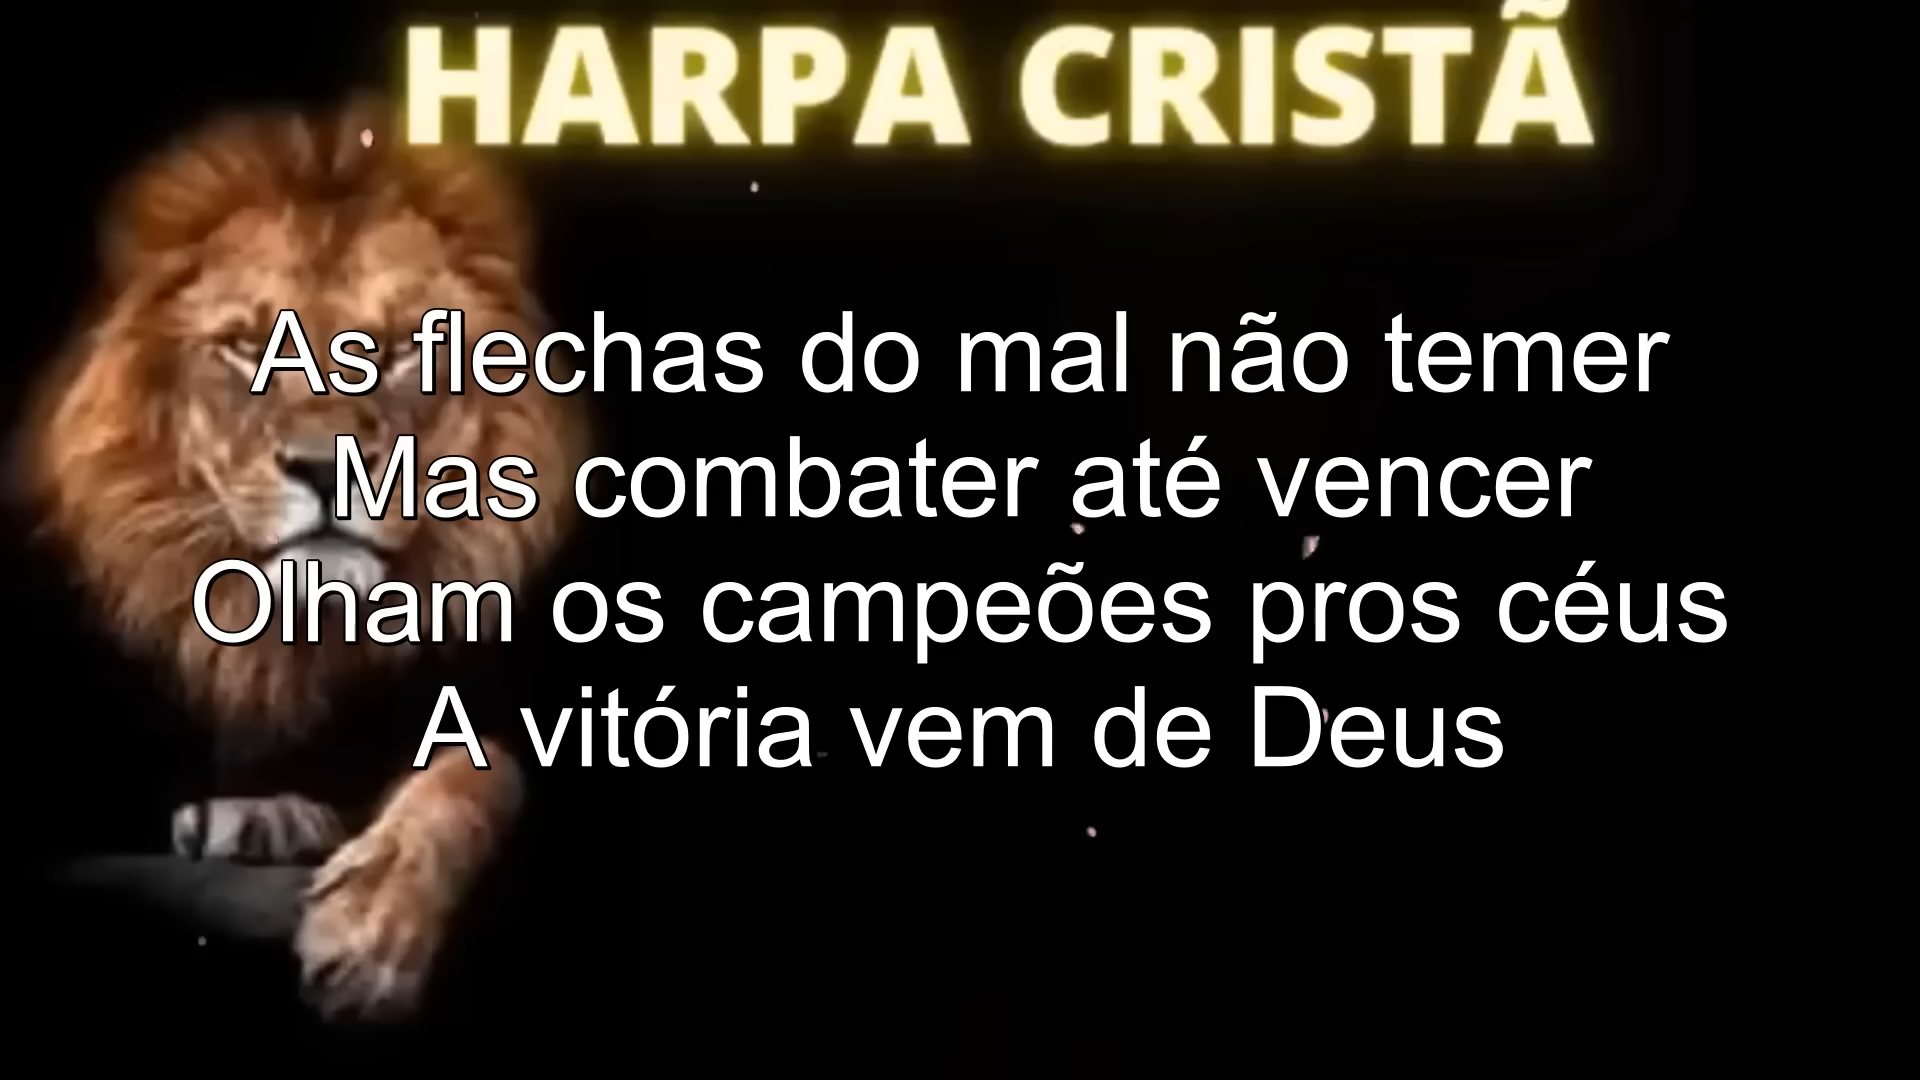 HARPA CRISTÃ
As flechas do mal não temer
Mas combater até vencer
Olham os campeões pros céus
A vitória vem de Deus